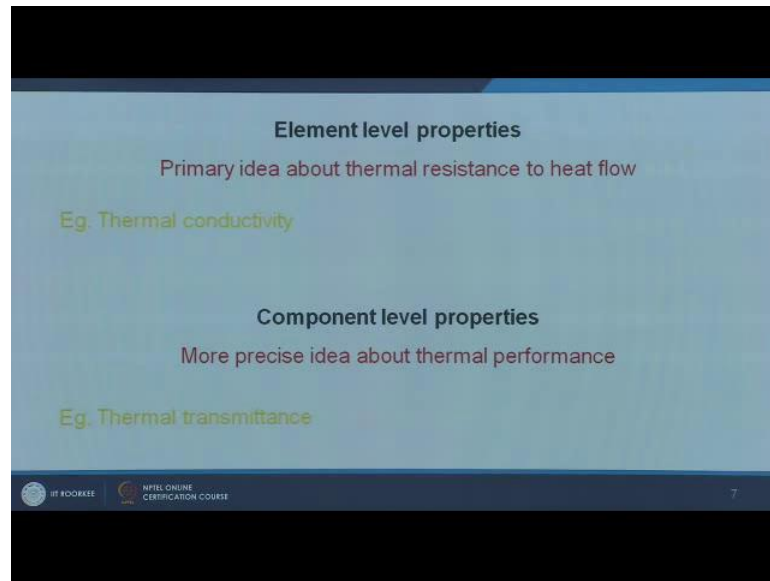 Element level properties
Primary idea about thermal resistance to heat flow
Eg. Thermal conductivity
Component level properties
More precise idea about thermal performance
Eg. Thermal transmittance
IIT ROORKEE
NPTEL ONLINE
CERTIFICATION COURSE
7